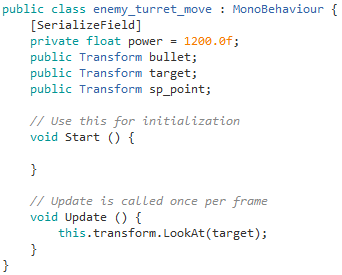 public class enemy_turret_move : MonoBehaviour {
    [SerializeField]
    private float power = 1200.0f;
    public Transform bullet;
    public Transform target;
    public Transform sp_point;

    // Use this for initialization
    void Start () {

    }

    // Update is called once per frame
    void Update () {
        this.transform.LookAt(target);
    }
}